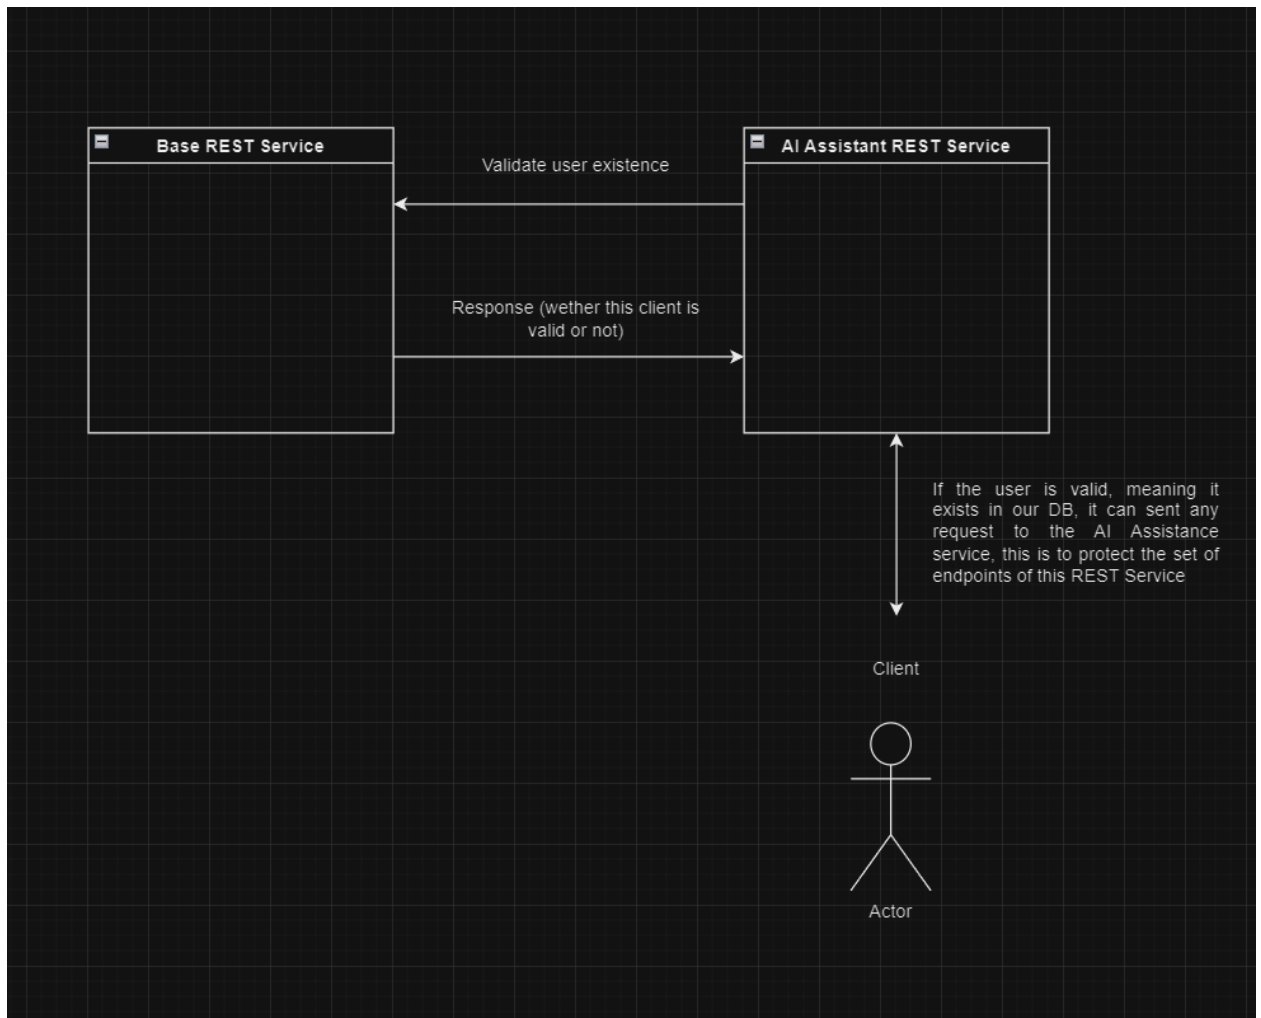 Base REST Service
AI Assistant REST Service
Validate user existence
Response (wether this client is
valid or not)
If the user is valid, meaning it
exists in our DB, it can sent any
request to the AI Assistance
service, this is to protect the set of
endpoints of this REST Service
Client
Actor